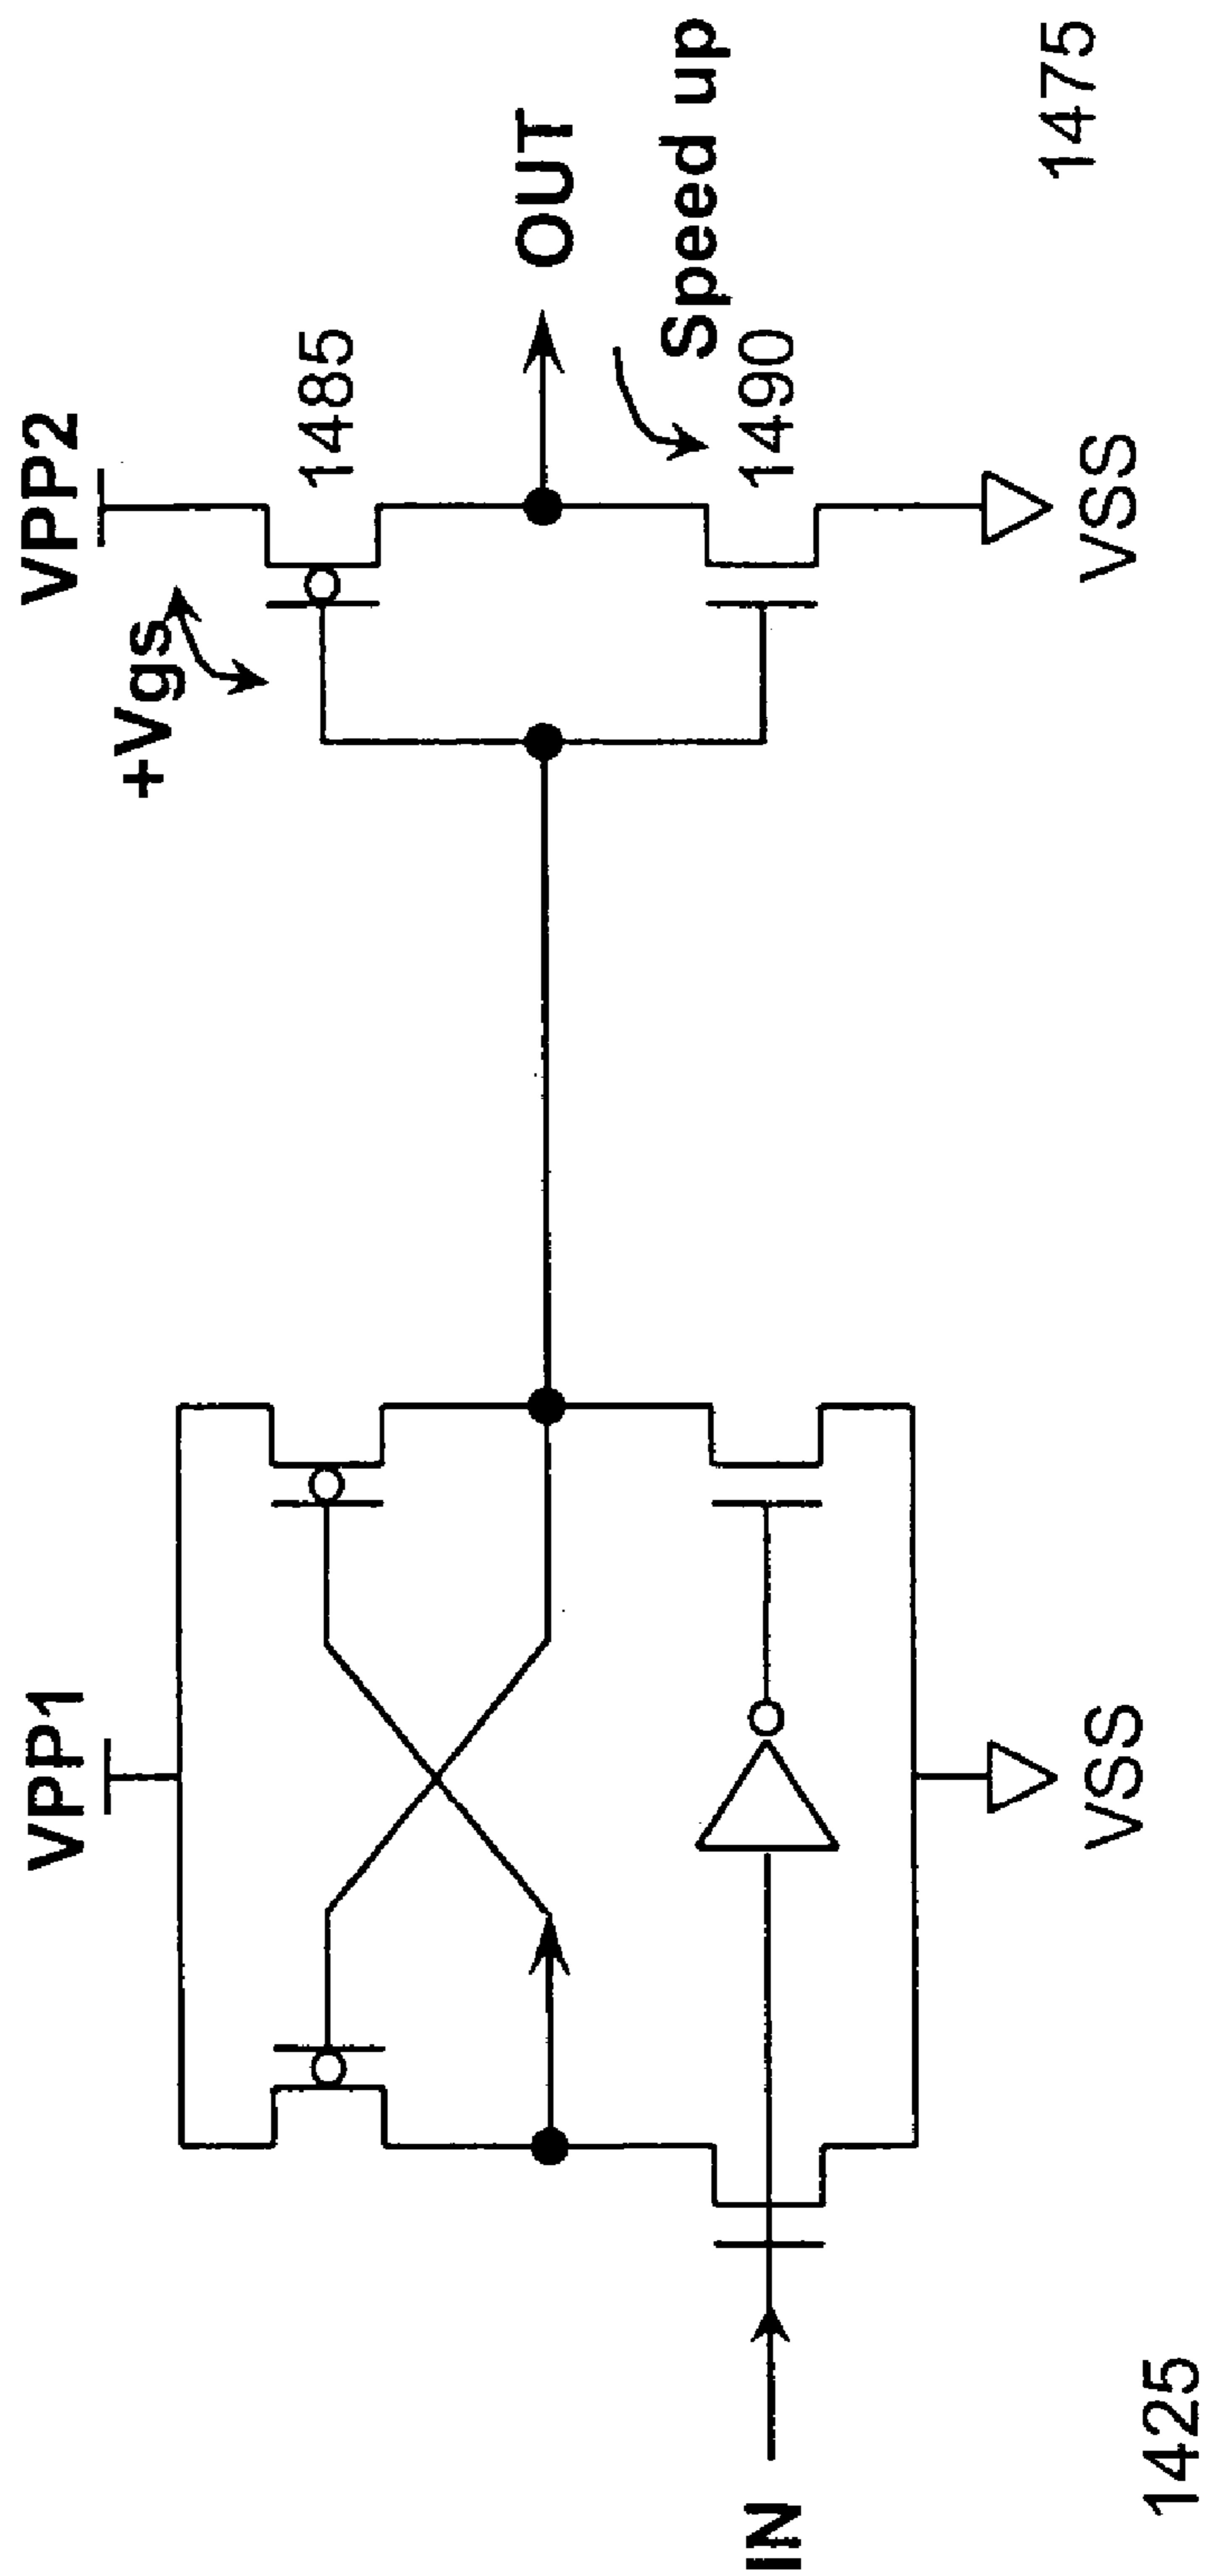 VPP1
VPP2
+Vgs
1485
OUT
Speed up
1490
IN
VSS
VSS
1425
1475